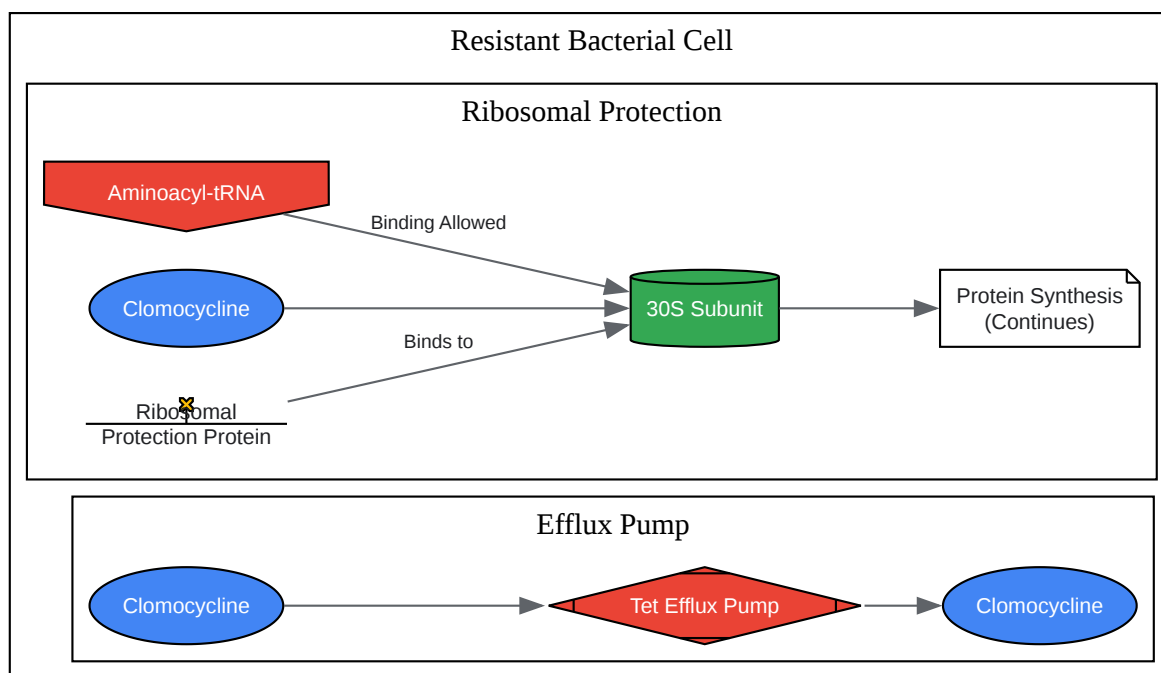 Resistant Bacterial Cell
Ribosomal Protection
Aminoacyl-tRNA
Binding Allowed
Clomocycline
30S Subunit
Protein Synthesis
(Continues)
Binds to
Ribosomal
Protection Protein
Efflux Pump
Clomocycline
Tet Efflux Pump
Clomocycline